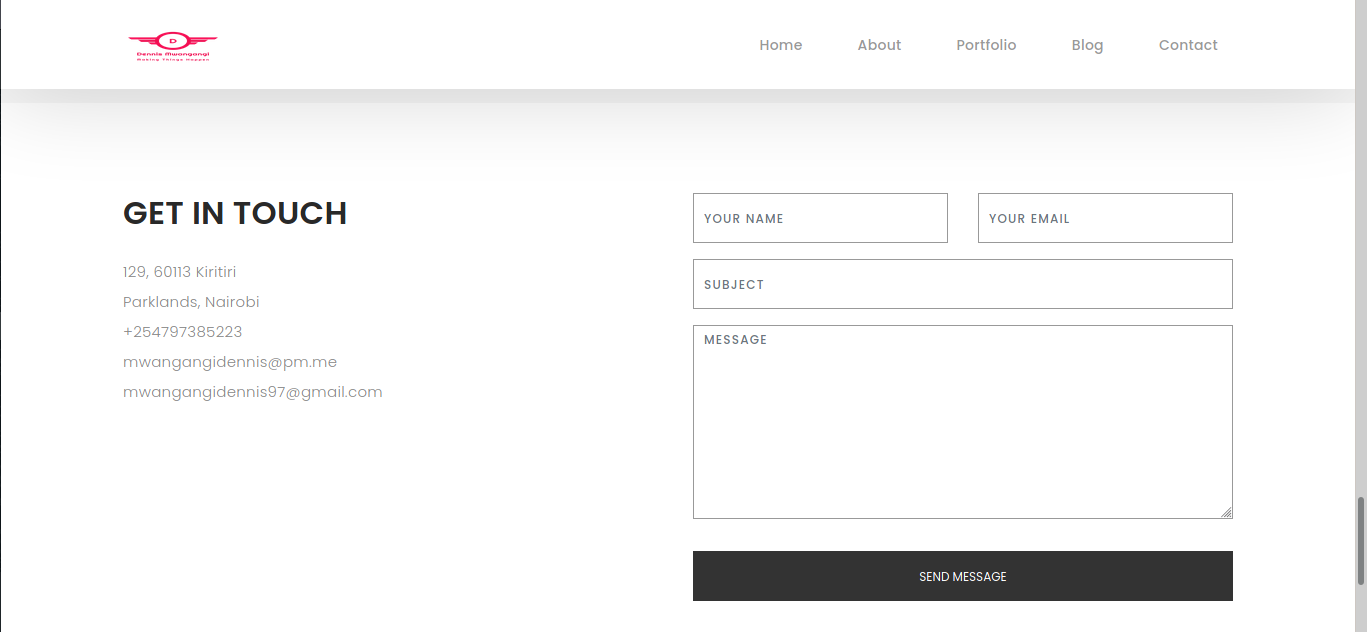 D
Dennis Mwangangi
Making Things Happen
Home
About
Portfolio
Blog
Contact
GET IN TOUCH
129, 60113 Kiritiri
Parklands, Nairobi
+254797385223
mwangangidennis@pm.me
mwangangidennis97@gmail.com
YOUR NAME
YOUR EMAIL
SUBJECT
MESSAGE
SEND MESSAGE